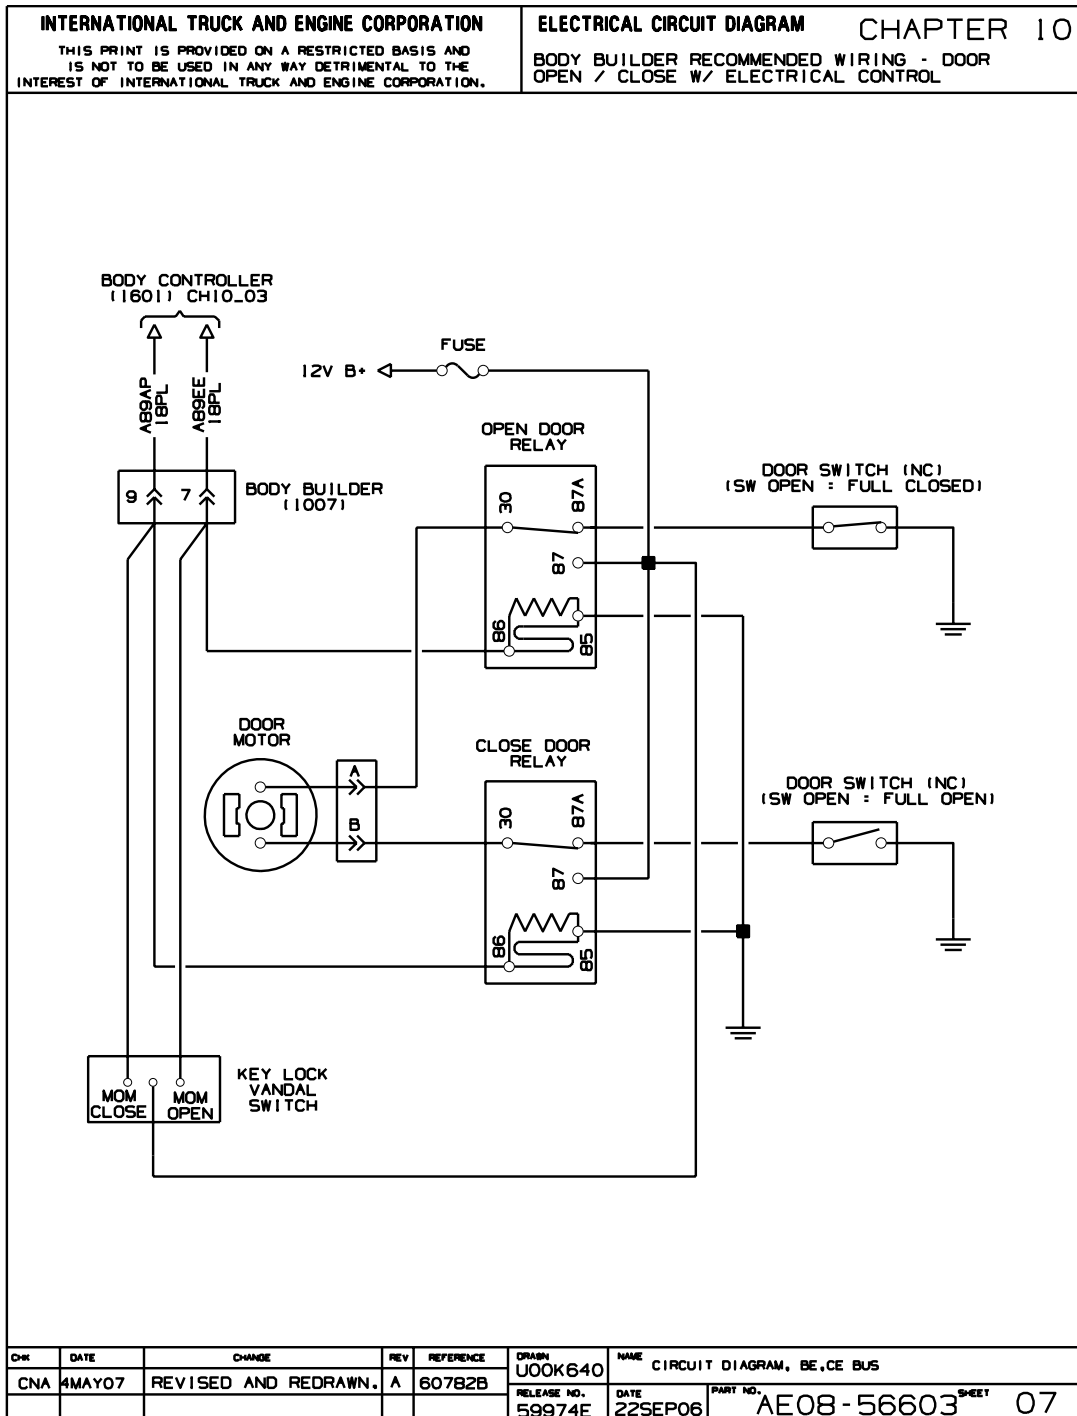 INTERNATIONAL TRUCK AND ENGINE CORPORATION
THIS PRINT IS PROVIDED ON A RESTRICTED BASIS AND
IS NOT TO BE USED IN ANY WAY DETRIMENTAL TO THE
INTEREST OF INTERNATIONAL TRUCK AND ENGINE CORPORATION.
ELECTRICAL CIRCUIT DIAGRAM
CHAPTER 10
BODY BUILDER RECOMMENDED WIRING - DOOR
OPEN / CLOSE W/ ELECTRICAL CONTROL
BODY CONTROLLER
(1601) CH10_03
A89AP
18PL
A89EE
18PL
FUSE
12V B+
9
7
BODY BUILDER
(1007)
OPEN DOOR
RELAY
30
87A
87
86
85
DOOR SWITCH (NC)
(SW OPEN = FULL CLOSED)
DOOR
MOTOR
A
B
CLOSE DOOR
RELAY
30
87A
87
86
85
DOOR SWITCH (NC)
(SW OPEN = FULL OPEN)
MOM
CLOSE
MOM
OPEN
KEY LOCK
VANDAL
SWITCH
CHK DATE CHANGE REV REFERENCE
CNA 4MAY07 REVISED AND REDRAWN. A 60782B
DRAWN
U00K640
NAME
CIRCUIT DIAGRAM, BE,CE BUS
RELEASE NO.
59974E
DATE
22SEP06
PART NO.
AE08-56603
SHEET
07